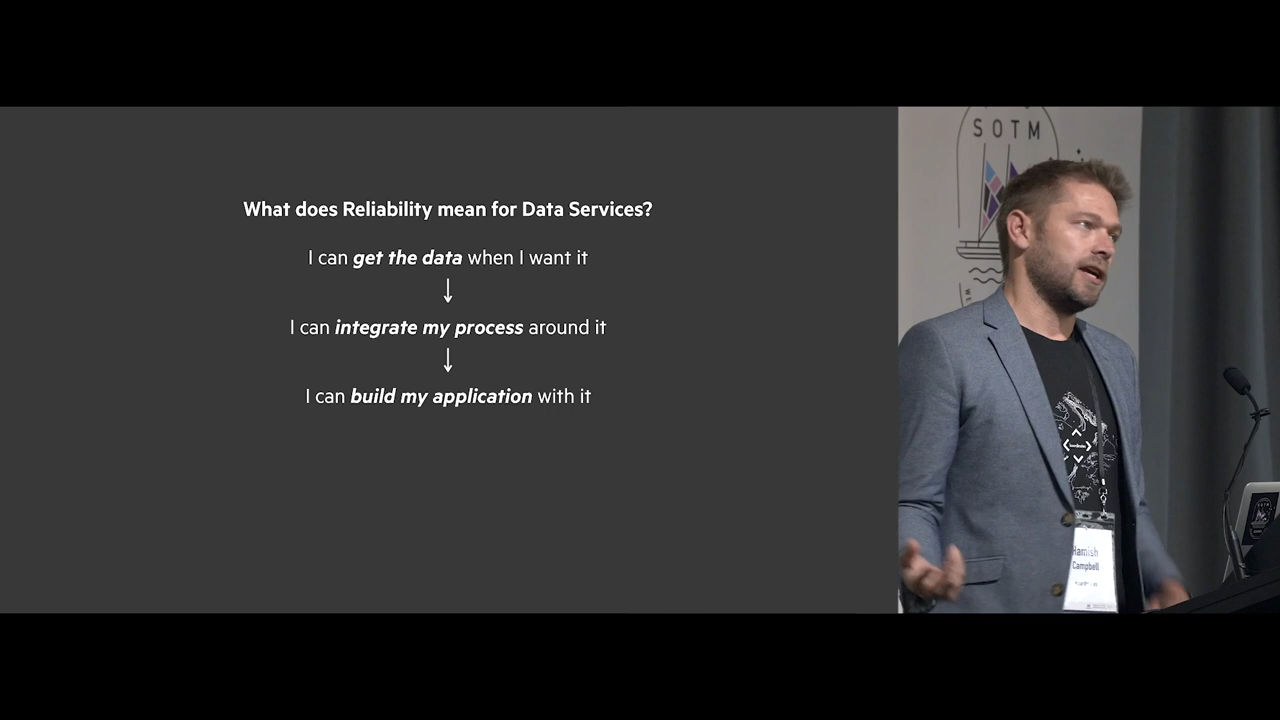 What does Reliability mean for Data Services?
I can get the data when I want it
↓
I can integrate my process around it
↓
I can build my application with it
SOTM
Hamish
Campbell